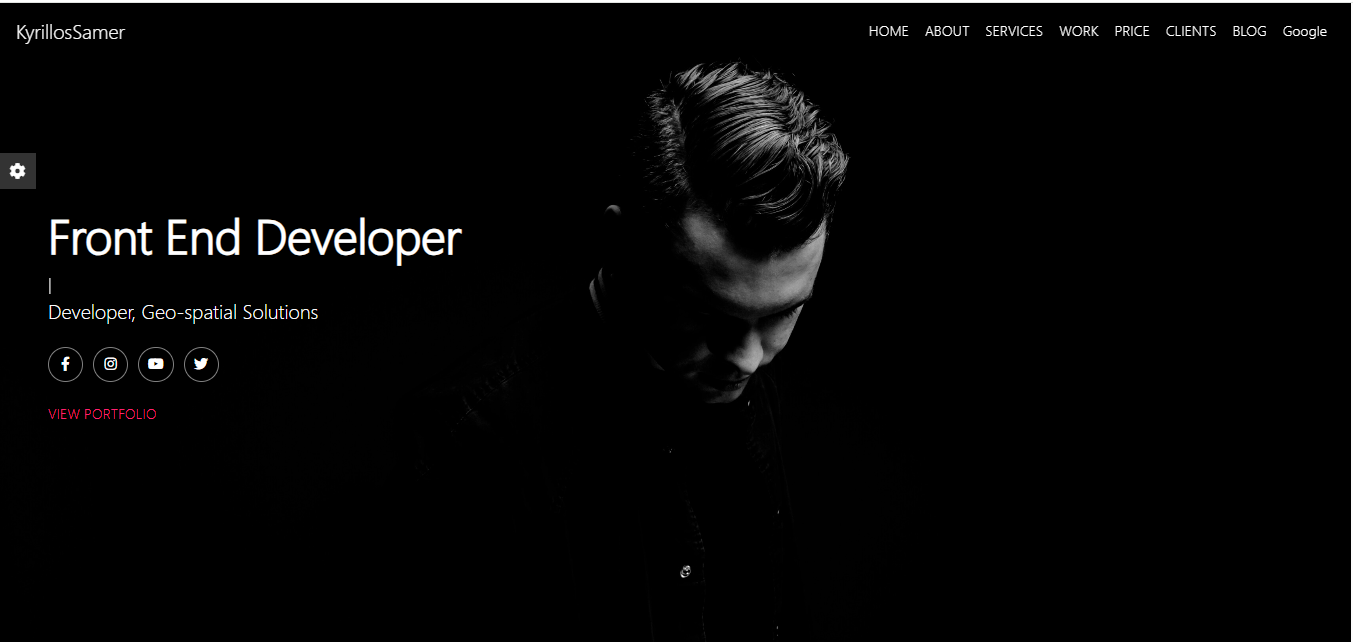 KyrillosSamer
HOME ABOUT SERVICES WORK PRICE CLIENTS BLOG Google
Front End Developer
|
Developer, Geo-spatial Solutions
VIEW PORTFOLIO